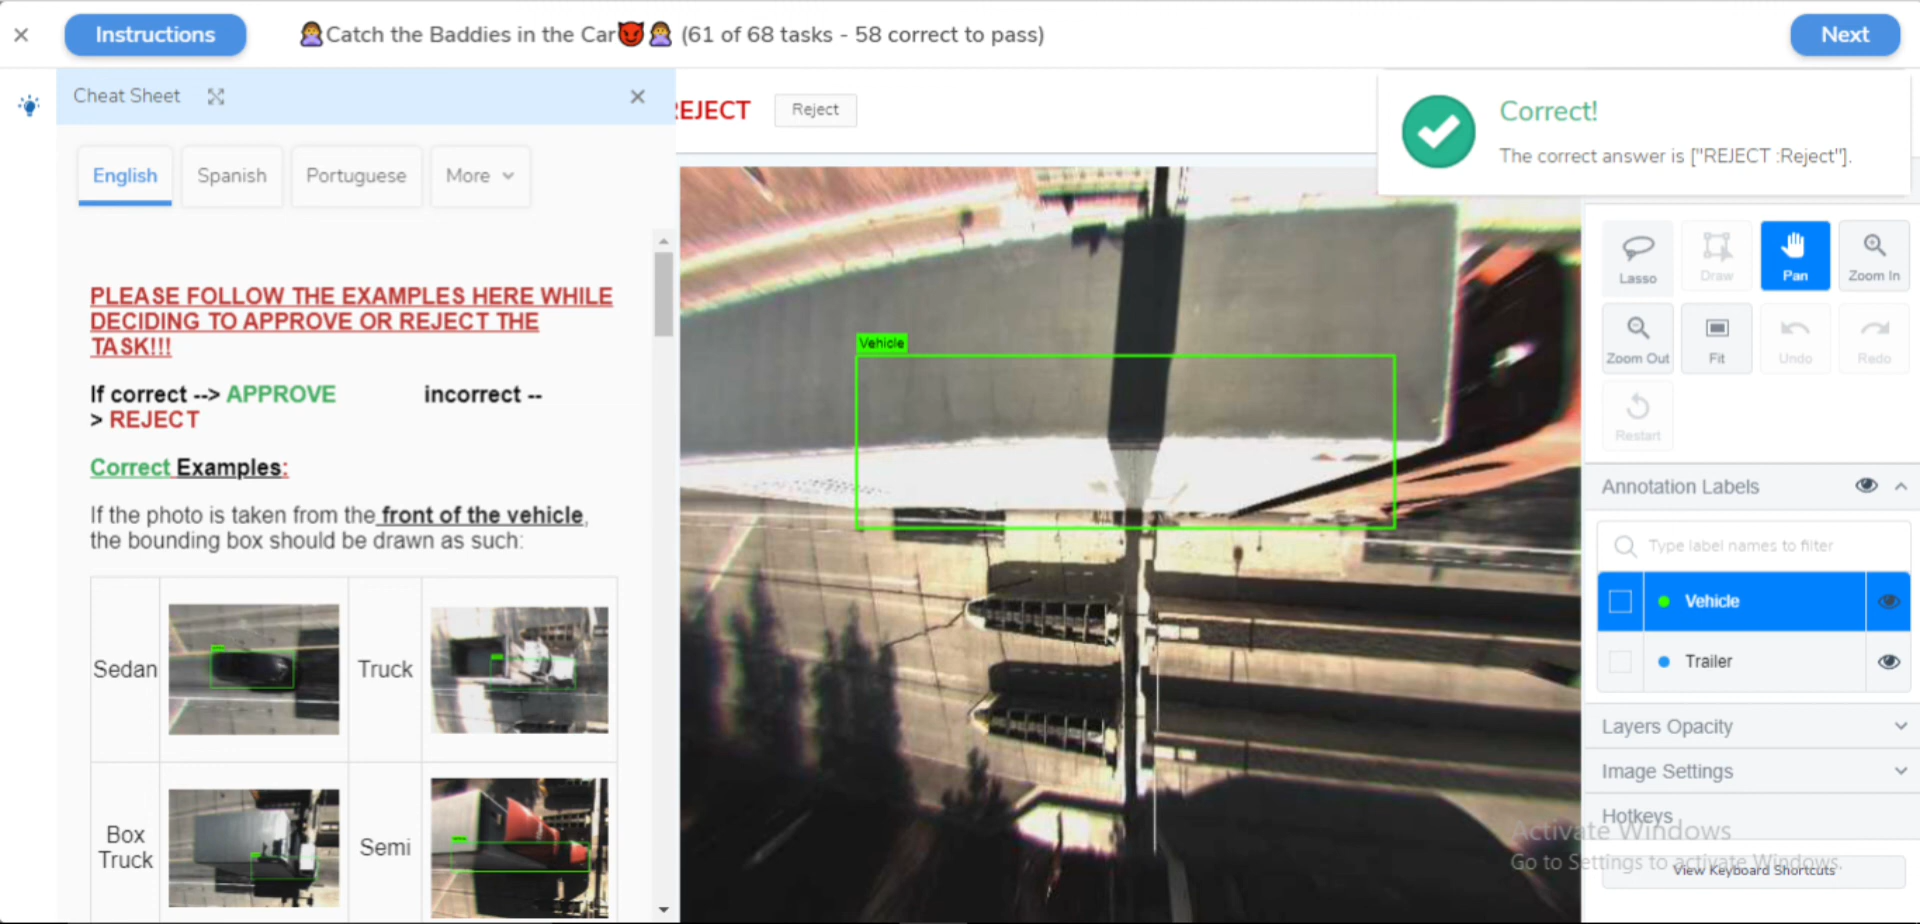 Instructions
Catch the Baddies in the Car (61 of 68 tasks - 58 correct to pass)
Next
Cheat Sheet
REJECT
Reject
Correct!
The correct answer is ["REJECT :Reject"].
English
Spanish
Portuguese
More
PLEASE FOLLOW THE EXAMPLES HERE WHILE
DECIDING TO APPROVE OR REJECT THE
TASK!!!
If correct --> APPROVE incorrect --
> REJECT
Correct Examples:
If the photo is taken from the front of the vehicle,
the bounding box should be drawn as such:
Sedan
Truck
Box
Truck
Semi
Vehicle
Lasso
Draw
Pan
Zoom In
Zoom Out
Fit
Undo
Redo
Restart
Annotation Labels
Type label names to filter
Vehicle
Trailer
Layers Opacity
Image Settings
Hotkeys
Activate Windows
Go to Settings to activate Windows.
View Keyboard Shortcuts